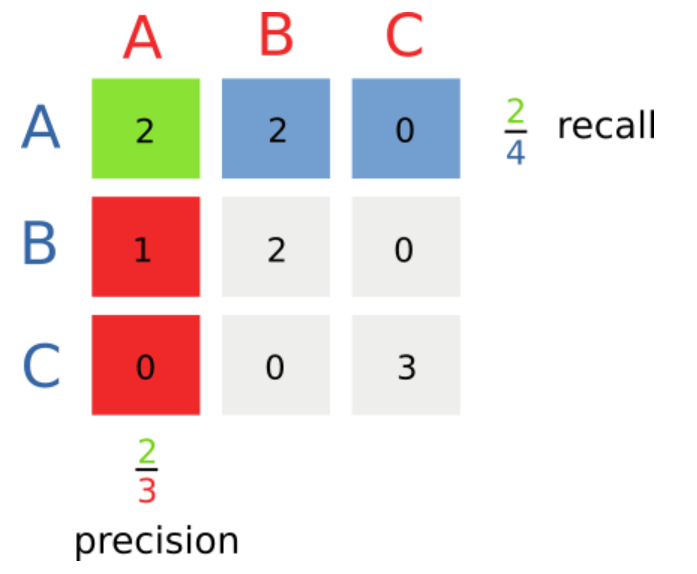 A B C
A 2 2 0 2/4 recall
B 1 2 0
C 0 0 3
2/3
precision